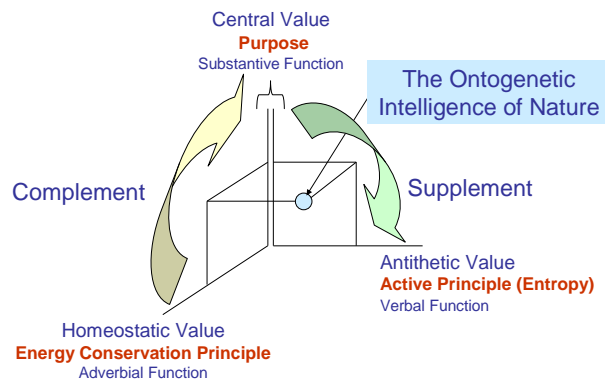 Central Value
Purpose
Substantive Function
The Ontogenetic
Intelligence of Nature
Complement
Supplement
Antithetic Value
Active Principle (Entropy)
Verbal Function
Homeostatic Value
Energy Conservation Principle
Adverbial Function